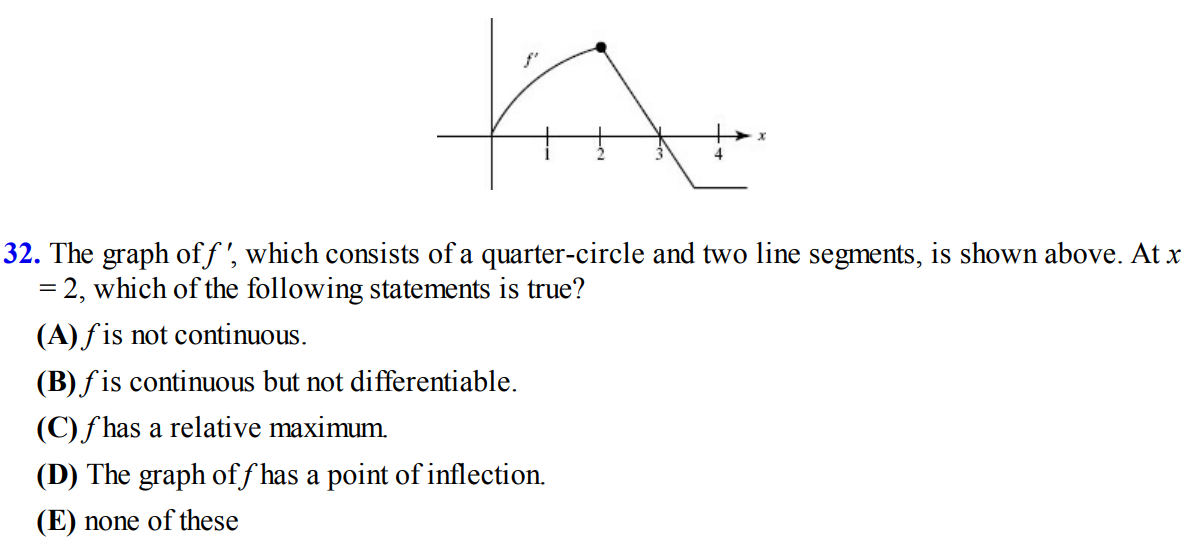 f'
x
1
2
3
4
32. The graph of f ′, which consists of a quarter-circle and two line segments, is shown above. At x
= 2, which of the following statements is true?
(A) f is not continuous.
(B) f is continuous but not differentiable.
(C) f has a relative maximum.
(D) The graph of f has a point of inflection.
(E) none of these